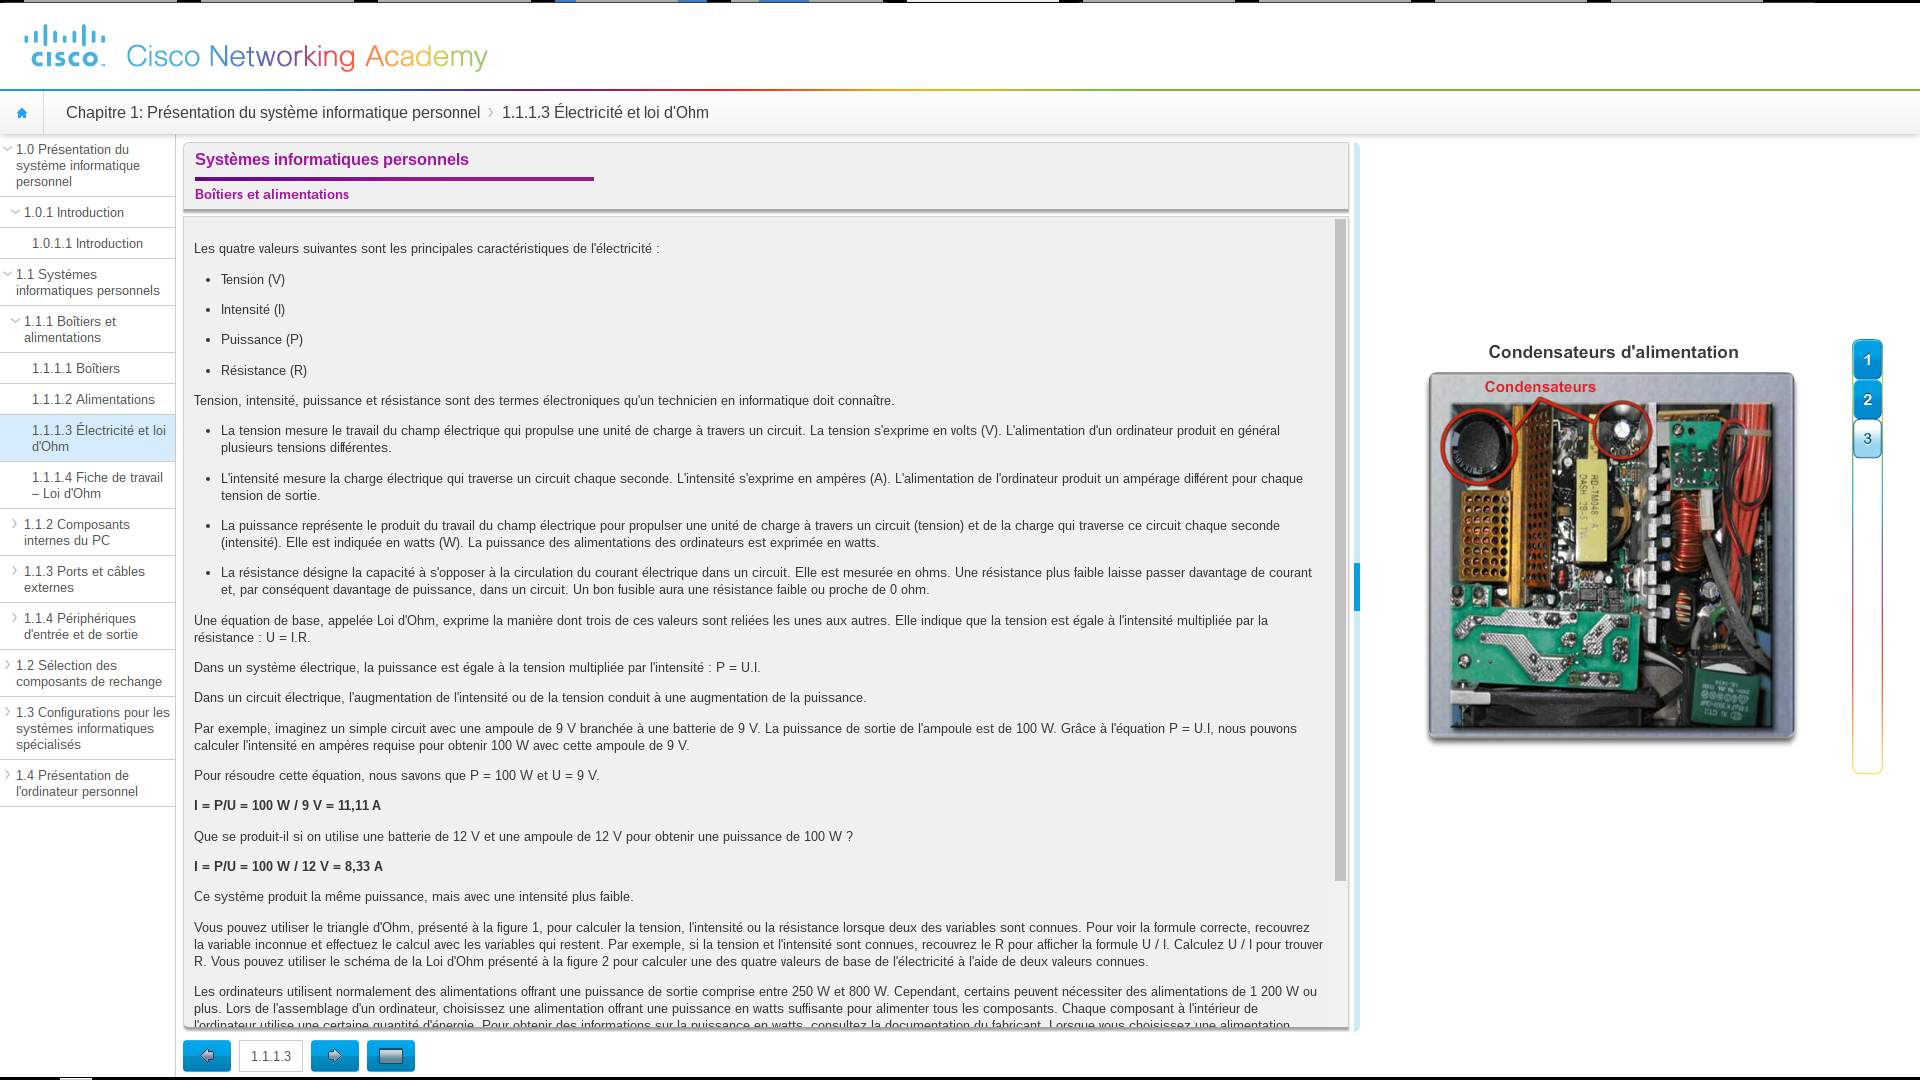 cisco
Cisco Networking Academy
Chapitre 1: Présentation du système informatique personnel
1.1.1.3 Électricité et loi d'Ohm
1.0 Présentation du
système informatique
personnel
1.0.1 Introduction
1.0.1.1 Introduction
1.1 Systèmes
informatiques personnels
1.1.1 Boîtiers et
alimentations
1.1.1.1 Boîtiers
1.1.1.2 Alimentations
1.1.1.3 Électricité et loi
d'Ohm
1.1.1.4 Fiche de travail
– Loi d'Ohm
1.1.2 Composants
internes du PC
1.1.3 Ports et câbles
externes
1.1.4 Périphériques
d'entrée et de sortie
1.2 Sélection des
composants de rechange
1.3 Configurations pour les
systèmes informatiques
spécialisés
1.4 Présentation de
l'ordinateur personnel
Systèmes informatiques personnels
Boîtiers et alimentations
Les quatre valeurs suivantes sont les principales caractéristiques de l'électricité :
• Tension (V)
• Intensité (I)
• Puissance (P)
• Résistance (R)
Tension, intensité, puissance et résistance sont des termes électroniques qu'un technicien en informatique doit connaître.
• La tension mesure le travail du champ électrique qui propulse une unité de charge à travers un circuit. La tension s'exprime en volts (V). L'alimentation d'un ordinateur produit en général
plusieurs tensions différentes.
• L'intensité mesure la charge électrique qui traverse un circuit chaque seconde. L'intensité s'exprime en ampères (A). L'alimentation de l'ordinateur produit un ampérage différent pour chaque
tension de sortie.
• La puissance représente le produit du travail du champ électrique pour propulser une unité de charge à travers un circuit (tension) et de la charge qui traverse ce circuit chaque seconde
(intensité). Elle est indiquée en watts (W). La puissance des alimentations des ordinateurs est exprimée en watts.
• La résistance désigne la capacité à s'opposer à la circulation du courant électrique dans un circuit. Elle est mesurée en ohms. Une résistance plus faible laisse passer davantage de courant
et, par conséquent davantage de puissance, dans un circuit. Un bon fusible aura une résistance faible ou proche de 0 ohm.
Une équation de base, appelée Loi d'Ohm, exprime la manière dont trois de ces valeurs sont reliées les unes aux autres. Elle indique que la tension est égale à l'intensité multipliée par la
résistance : U = I.R.
Dans un système électrique, la puissance est égale à la tension multipliée par l'intensité : P = U.I.
Dans un circuit électrique, l'augmentation de l'intensité ou de la tension conduit à une augmentation de la puissance.
Par exemple, imaginez un simple circuit avec une ampoule de 9 V branchée à une batterie de 9 V. La puissance de sortie de l'ampoule est de 100 W. Grâce à l'équation P = U.I, nous pouvons
calculer l'intensité en ampères requise pour obtenir 100 W avec cette ampoule de 9 V.
Pour résoudre cette équation, nous savons que P = 100 W et U = 9 V.
I = P/U = 100 W / 9 V = 11,11 A
Que se produit-il si on utilise une batterie de 12 V et une ampoule de 12 V pour obtenir une puissance de 100 W ?
I = P/U = 100 W / 12 V = 8,33 A
Ce système produit la même puissance, mais avec une intensité plus faible.
Vous pouvez utiliser le triangle d'Ohm, présenté à la figure 1, pour calculer la tension, l'intensité ou la résistance lorsque deux des variables sont connues. Pour voir la formule correcte, recouvrez
la variable inconnue et effectuez le calcul avec les variables qui restent. Par exemple, si la tension et l'intensité sont connues, recouvrez le R pour afficher la formule U / I. Calculez U / I pour trouver
R. Vous pouvez utiliser le schéma de la Loi d'Ohm présenté à la figure 2 pour calculer une des quatre valeurs de base de l'électricité à l'aide de deux valeurs connues.
Les ordinateurs utilisent normalement des alimentations offrant une puissance de sortie comprise entre 250 W et 800 W. Cependant, certains peuvent nécessiter des alimentations de 1 200 W ou
plus. Lors de l'assemblage d'un ordinateur, choisissez une alimentation offrant une puissance en watts suffisante pour alimenter tous les composants. Chaque composant à l'intérieur de
l'ordinateur utilise une certaine quantité d'énergie. Pour obtenir des informations sur la puissance en watts, consultez la documentation du fabricant. Lorsque vous choisissez une alimentation,
1.1.1.3
Condensateurs d'alimentation
Condensateurs
1
2
3